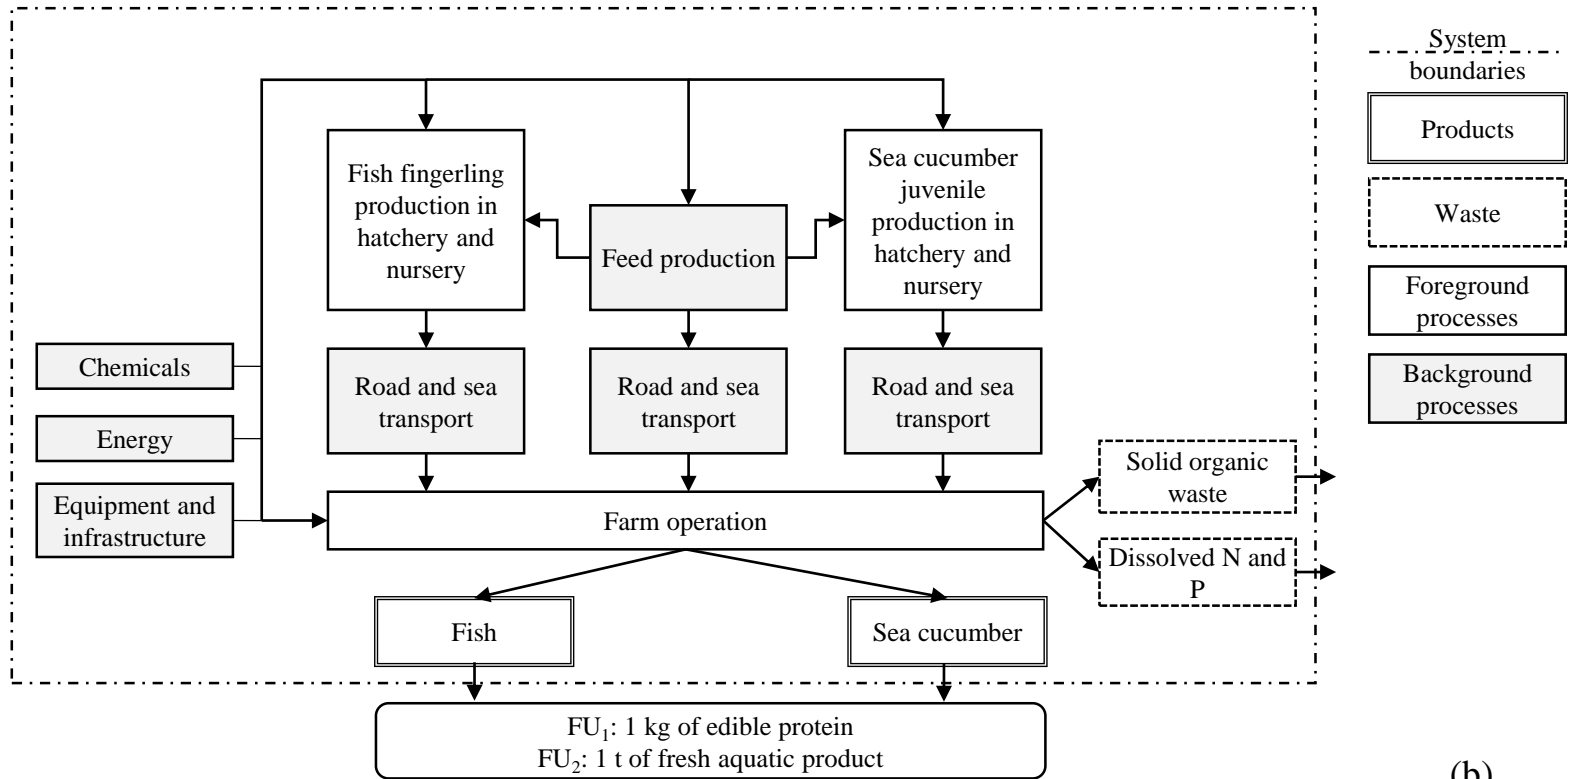 System
boundaries
Products
Waste
Foreground
processes
Background
processes
Fish fingerling
production in
hatchery and
nursery
Feed production
Sea cucumber
juvenile
production in
hatchery and
nursery
Chemicals
Energy
Equipment and
infrastructure
Road and sea
transport
Road and sea
transport
Road and sea
transport
Farm operation
Solid organic
waste
Dissolved N and
P
Fish
Sea cucumber
FU₁: 1 kg of edible protein
FU₂: 1 t of fresh aquatic product
(b)